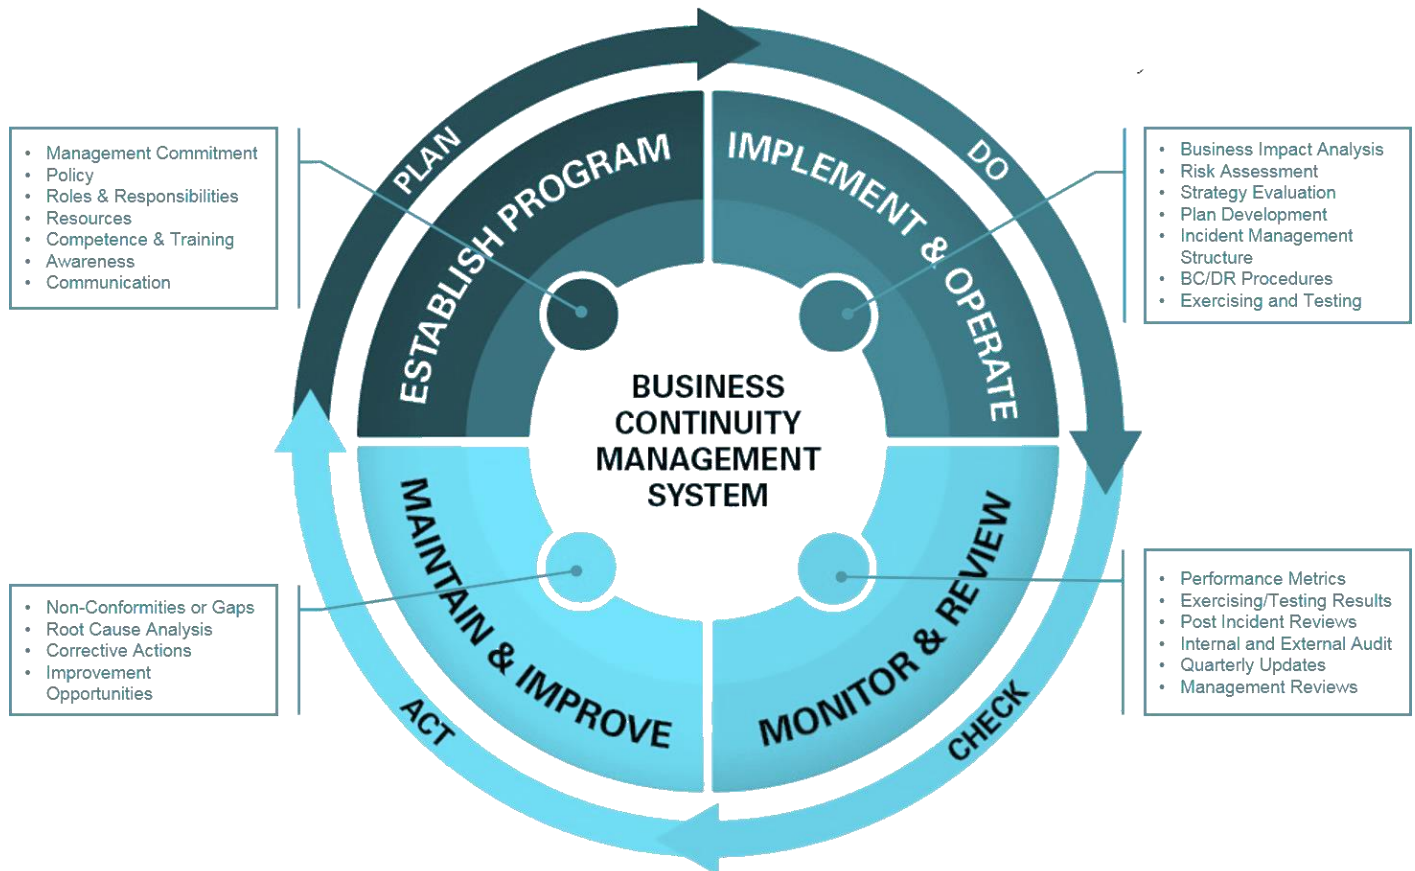 PLAN
DO
ESTABLISH PROGRAM
IMPLEMENT & OPERATE
• Management Commitment
• Policy
• Roles & Responsibilities
• Resources
• Competence & Training
• Awareness
• Communication
• Business Impact Analysis
• Risk Assessment
• Strategy Evaluation
• Plan Development
• Incident Management
Structure
• BC/DR Procedures
• Exercising and Testing
BUSINESS
CONTINUITY
MANAGEMENT
SYSTEM
MAINTAIN & IMPROVE
MONITOR & REVIEW
• Non-Conformities or Gaps
• Root Cause Analysis
• Corrective Actions
• Improvement
Opportunities
• Performance Metrics
• Exercising/Testing Results
• Post Incident Reviews
• Internal and External Audit
• Quarterly Updates
• Management Reviews
ACT
CHECK